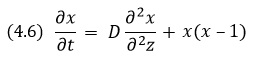 (4.6) ∂x/∂t = D ∂²x/∂²z + x(x − 1)